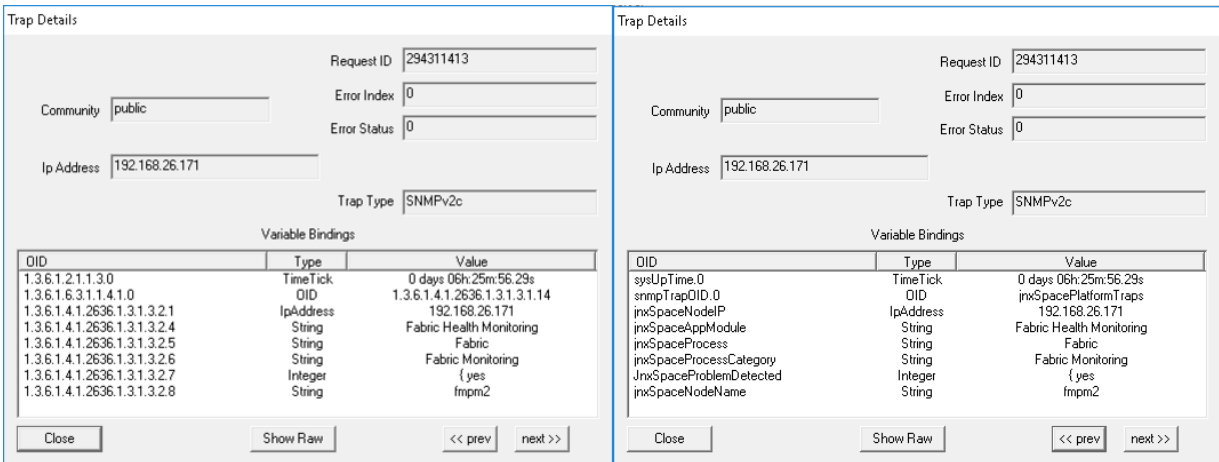 Trap Details
Request ID 294311413
Error Index 0
Community public
Error Status 0
Ip Address 192.168.26.171
Trap Type SNMPv2c
Variable Bindings
OID Type Value
1.3.6.1.2.1.1.3.0 TimeTick 0 days 06h:25m:56.29s
1.3.6.1.6.3.1.1.4.1.0 OID 1.3.6.1.4.1.2636.1.3.1.3.1.14
1.3.6.1.4.1.2636.1.3.1.3.2.1 IpAddress 192.168.26.171
1.3.6.1.4.1.2636.1.3.1.3.2.4 String Fabric Health Monitoring
1.3.6.1.4.1.2636.1.3.1.3.2.5 String Fabric
1.3.6.1.4.1.2636.1.3.1.3.2.6 String Fabric Monitoring
1.3.6.1.4.1.2636.1.3.1.3.2.7 Integer { yes
1.3.6.1.4.1.2636.1.3.1.3.2.8 String fmpm2
Close Show Raw << prev next >>
Trap Details
Request ID 294311413
Error Index 0
Community public
Error Status 0
Ip Address 192.168.26.171
Trap Type SNMPv2c
Variable Bindings
OID Type Value
sysUpTime.0 TimeTick 0 days 06h:25m:56.29s
snmpTrapOID.0 OID jnxSpacePlatformTraps
jnxSpaceNodeIP IpAddress 192.168.26.171
jnxSpaceAppModule String Fabric Health Monitoring
jnxSpaceProcess String Fabric
jnxSpaceProcessCategory String Fabric Monitoring
JnxSpaceProblemDetected Integer { yes
jnxSpaceNodeName String fmpm2
Close Show Raw << prev next >>